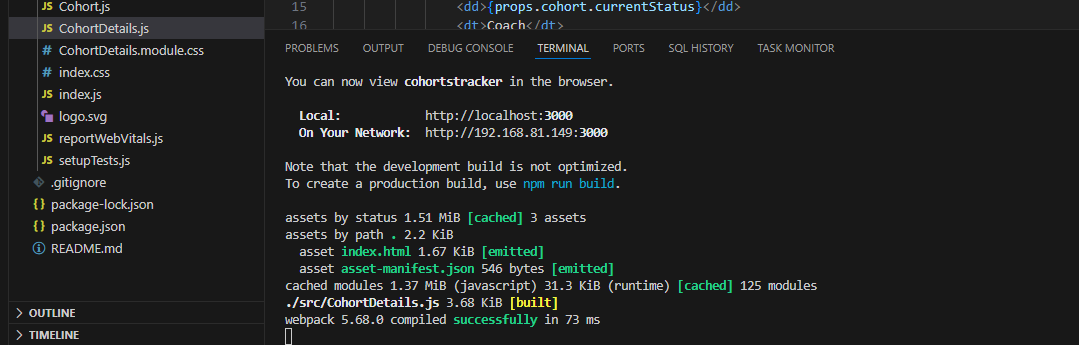 JS Cohort.js
JS CohortDetails.js
# CohortDetails.module.css
# index.css
JS index.js
logo.svg
JS reportWebVitals.js
JS setupTests.js
.gitignore
{} package-lock.json
{} package.json
README.md
OUTLINE
TIMELINE
15 <dd>{props.cohort.currentStatus}</dd>
16 <dt>Coach</dt>
PROBLEMS OUTPUT DEBUG CONSOLE TERMINAL PORTS SQL HISTORY TASK MONITOR
You can now view cohortstracker in the browser.
Local: http://localhost:3000
On Your Network: http://192.168.81.149:3000
Note that the development build is not optimized.
To create a production build, use npm run build.
assets by status 1.51 MiB [cached] 3 assets
assets by path . 2.2 KiB
asset index.html 1.67 KiB [emitted]
asset asset-manifest.json 546 bytes [emitted]
cached modules 1.37 MiB (javascript) 31.3 KiB (runtime) [cached] 125 modules
./src/CohortDetails.js 3.68 KiB [built]
webpack 5.68.0 compiled successfully in 73 ms